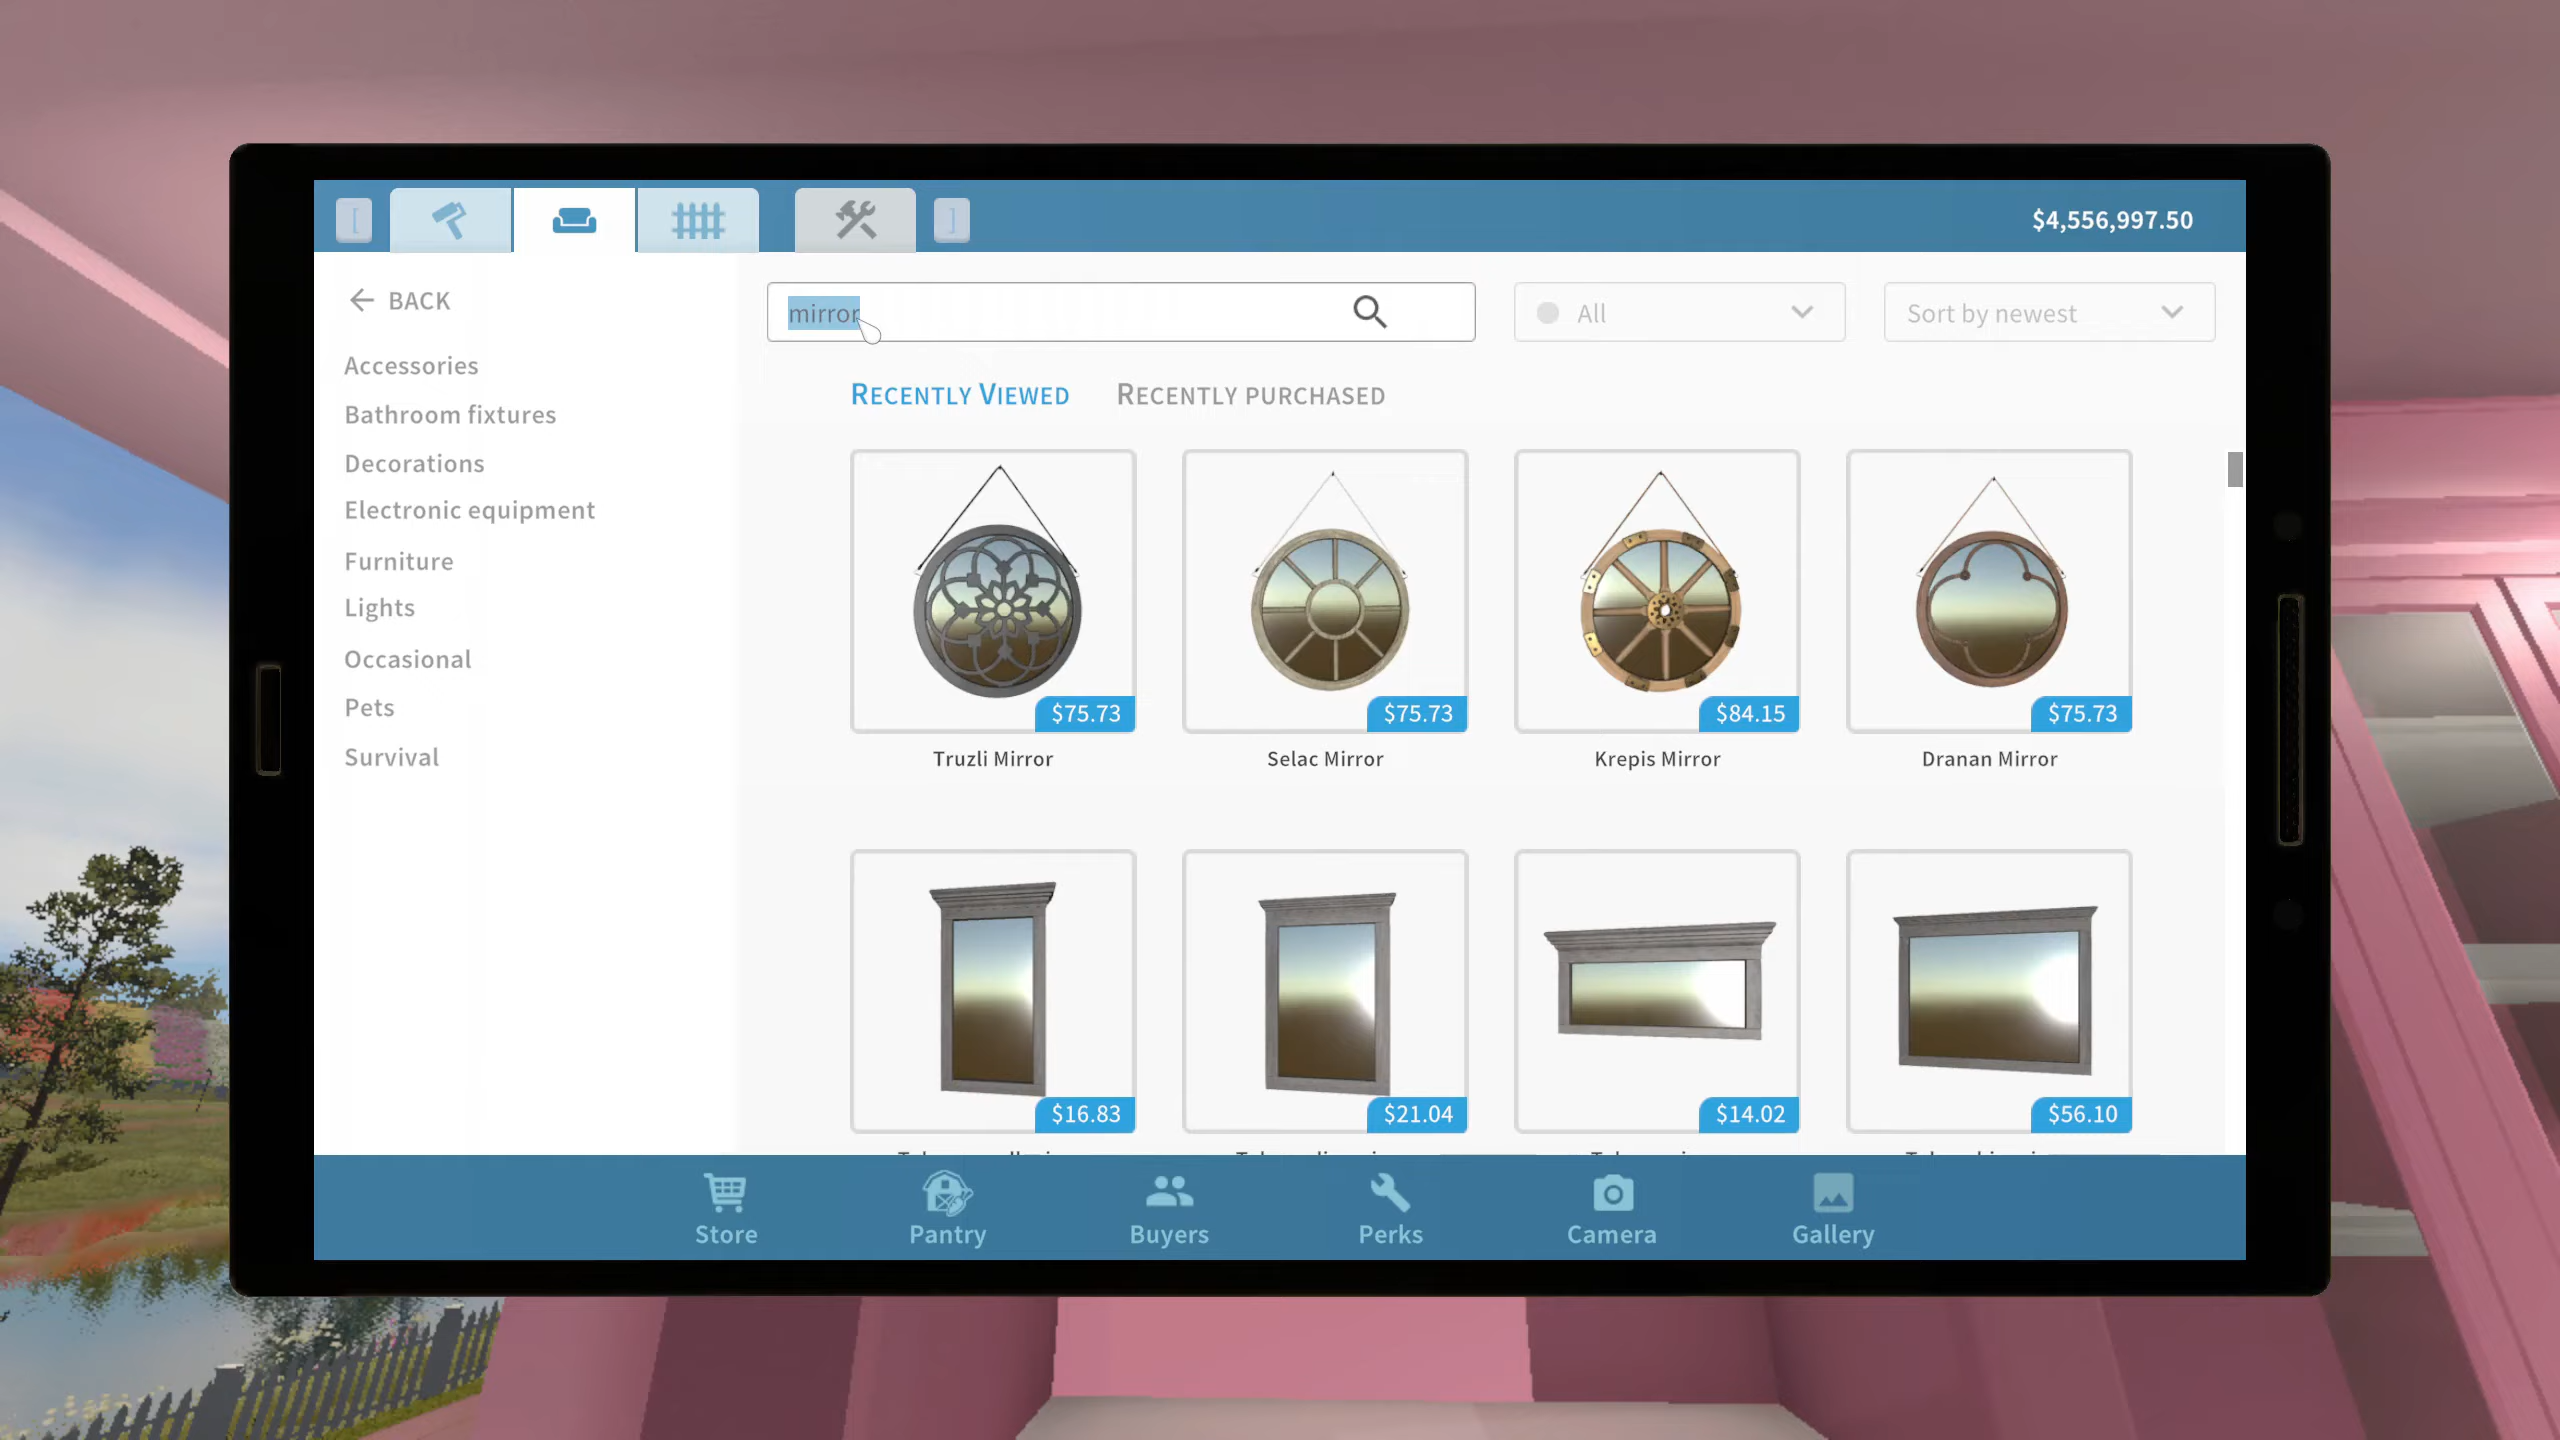 [
]
$4,556,997.50
BACK
mirror
All
Sort by newest
Accessories
Bathroom fixtures
Decorations
Electronic equipment
Furniture
Lights
Occasional
Pets
Survival
RECENTLY VIEWED
RECENTLY PURCHASED
$75.73
$75.73
$84.15
$75.73
Truzli Mirror
Selac Mirror
Krepis Mirror
Dranan Mirror
$16.83
$21.04
$14.02
$56.10
Store
Pantry
Buyers
Perks
Camera
Gallery